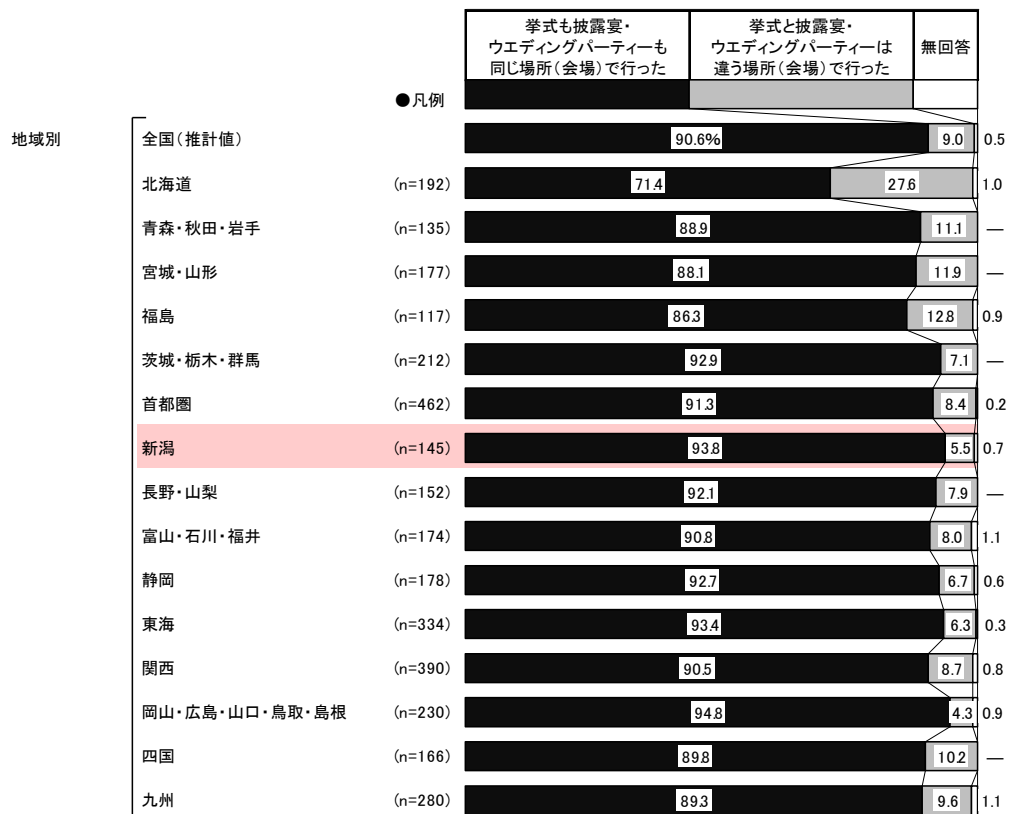 挙式も披露宴・
ウエディングパーティーも
同じ場所(会場)で行った
挙式と披露宴・
ウエディングパーティーは
違う場所(会場)で行った
無回答
●凡例
地域別
全国(推計値) 90.6% 9.0 0.5
北海道 (n=192) 71.4 27.6 1.0
青森・秋田・岩手 (n=135) 88.9 11.1 ―
宮城・山形 (n=177) 88.1 11.9 ―
福島 (n=117) 86.3 12.8 0.9
茨城・栃木・群馬 (n=212) 92.9 7.1 ―
首都圏 (n=462) 91.3 8.4 0.2
新潟 (n=145) 93.8 5.5 0.7
長野・山梨 (n=152) 92.1 7.9 ―
富山・石川・福井 (n=174) 90.8 8.0 1.1
静岡 (n=178) 92.7 6.7 0.6
東海 (n=334) 93.4 6.3 0.3
関西 (n=390) 90.5 8.7 0.8
岡山・広島・山口・鳥取・島根 (n=230) 94.8 4.3 0.9
四国 (n=166) 89.8 10.2 ―
九州 (n=280) 89.3 9.6 1.1